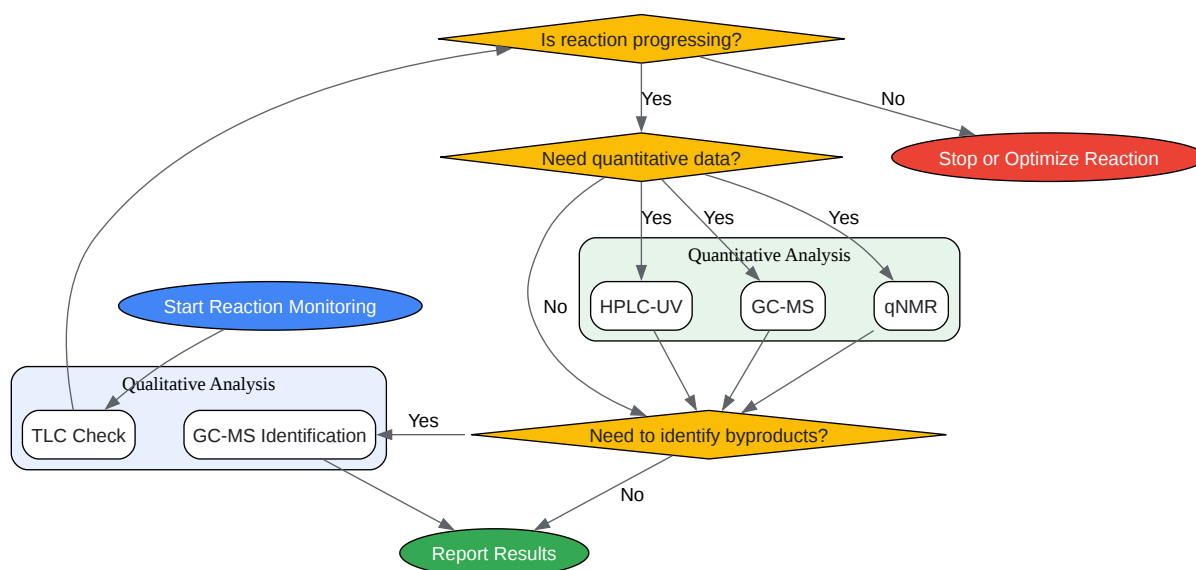 Is reaction progressing?
Yes
No
Need quantitative data?
Stop or Optimize Reaction
Yes
Yes
Yes
Quantitative Analysis
HPLC-UV
GC-MS
qNMR
No
Start Reaction Monitoring
Qualitative Analysis
TLC Check
GC-MS Identification
Yes
Need to identify byproducts?
No
Report Results